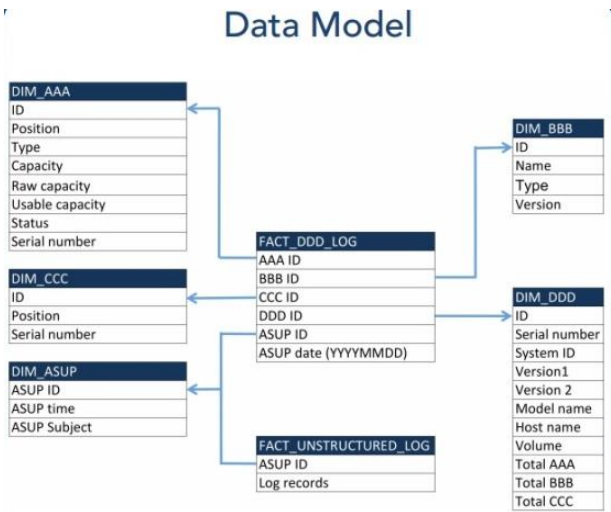 Data Model
DIM_AAA
ID
Position
Type
Capacity
Raw capacity
Usable capacity
Status
Serial number
DIM_CCC
ID
Position
Serial number
DIM_ASUP
ASUP ID
ASUP time
ASUP Subject
FACT_DDD_LOG
AAA ID
BBB ID
CCC ID
DDD ID
ASUP ID
ASUP date (YYYYMMDD)
FACT_UNSTRUCTURED_LOG
ASUP ID
Log records
DIM_BBB
ID
Name
Type
Version
DIM_DDD
ID
Serial number
System ID
Version1
Version 2
Model name
Host name
Volume
Total AAA
Total BBB
Total CCC